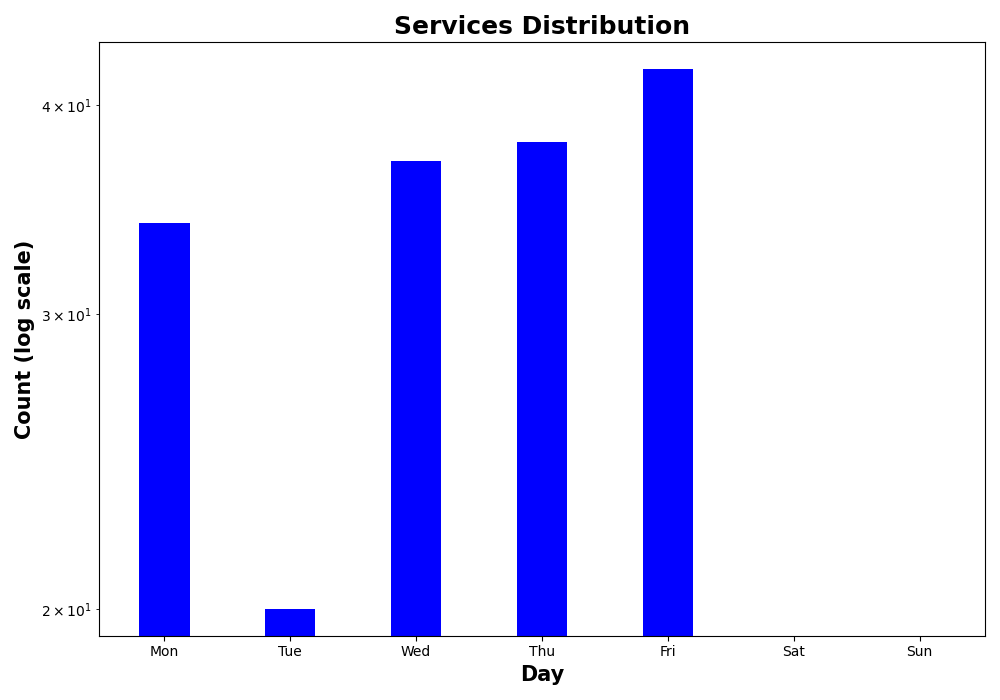 Services Distribution
Count (log scale)
4 × 10¹
3 × 10¹
2 × 10¹
Mon Tue Wed Thu Fri Sat Sun
Day